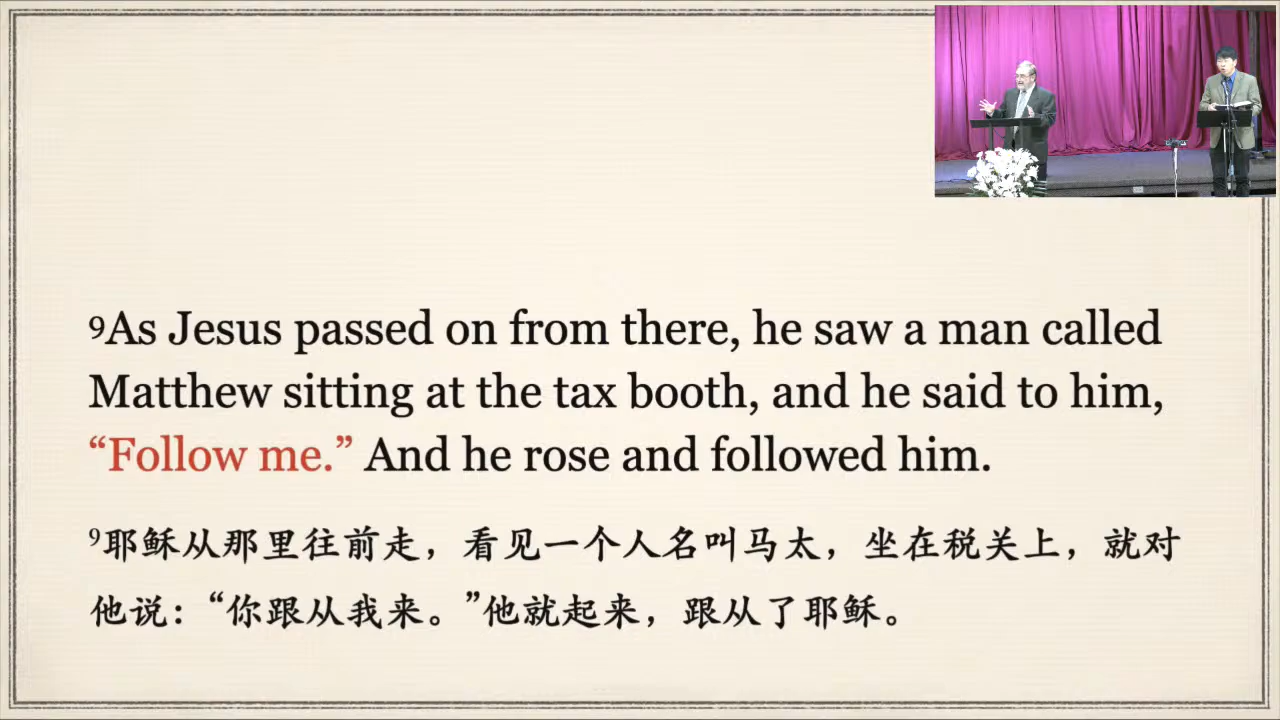 9As Jesus passed on from there, he saw a man called
Matthew sitting at the tax booth, and he said to him,
“Follow me.” And he rose and followed him.
9耶稣从那里往前走，看见一个人名叫马太，坐在税关上，就对
他说：“你跟从我来。”他就起来，跟从了耶稣。